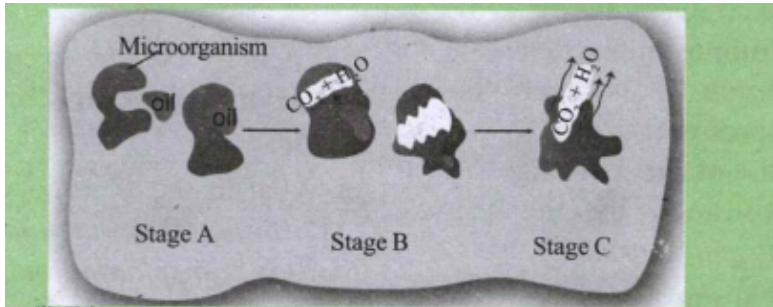 Microorganism
oil
oil
CO₂ + H₂O
CO₂ + H₂O
Stage A
Stage B
Stage C